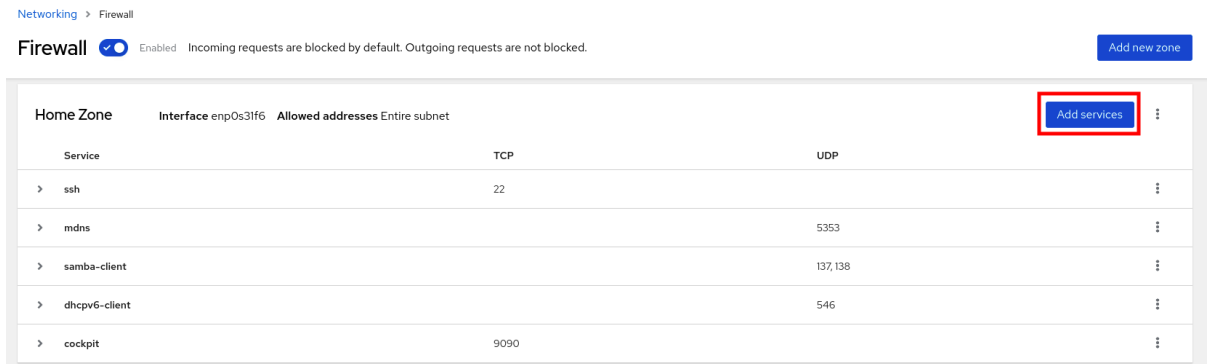 Networking > Firewall
Firewall Enabled Incoming requests are blocked by default. Outgoing requests are not blocked. Add new zone
Home Zone Interface enp0s31f6 Allowed addresses Entire subnet Add services
Service TCP UDP
ssh 22
mdns 5353
samba-client 137, 138
dhcpv6-client 546
cockpit 9090